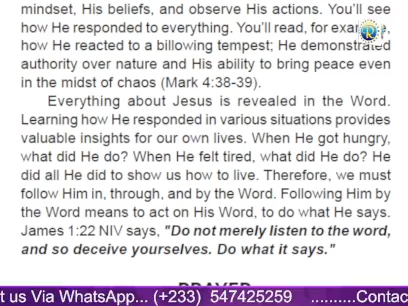 mindset, His beliefs, and observe His actions. You'll see
how He responded to everything. You'll read, for example,
how He reacted to a billowing tempest; He demonstrated
authority over nature and His ability to bring peace even
in the midst of chaos (Mark 4:38-39).
Everything about Jesus is revealed in the Word.
Learning how He responded in various situations provides
valuable insights for our own lives. When He got hungry,
what did He do? When He felt tired, what did He do? He
did all He did to show us how to live. Therefore, we must
follow Him in, through, and by the Word. Following Him by
the Word means to act on His Word, to do what He says.
James 1:22 NIV says, "Do not merely listen to the word,
and so deceive yourselves. Do what it says."
PRAYER
t us Via WhatsApp... (+233) 547425259 ..........Contac